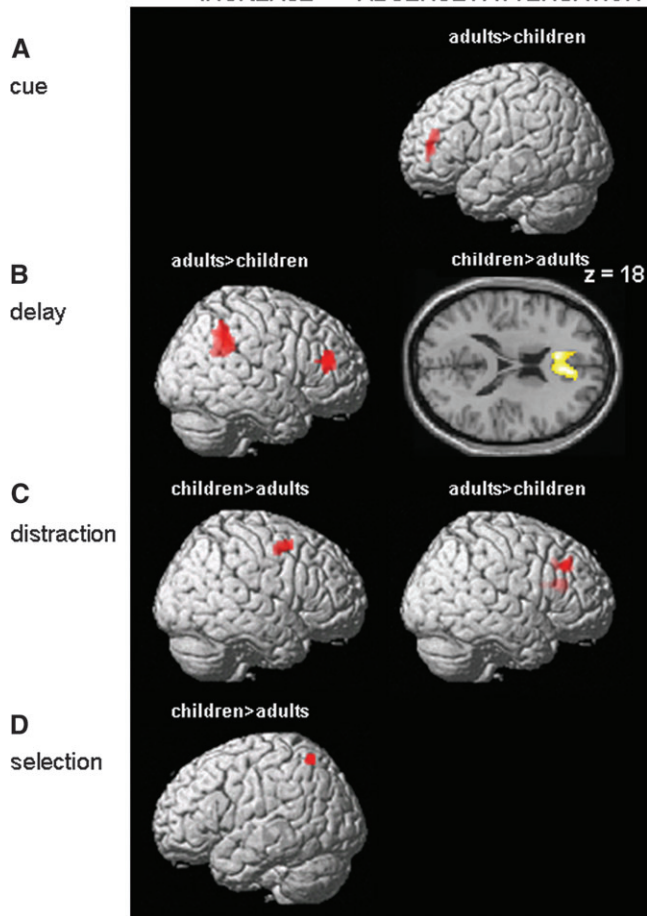 A
cue
adults>children
B
delay
adults>children
children>adults
z = 18
C
distraction
children>adults
adults>children
D
selection
children>adults